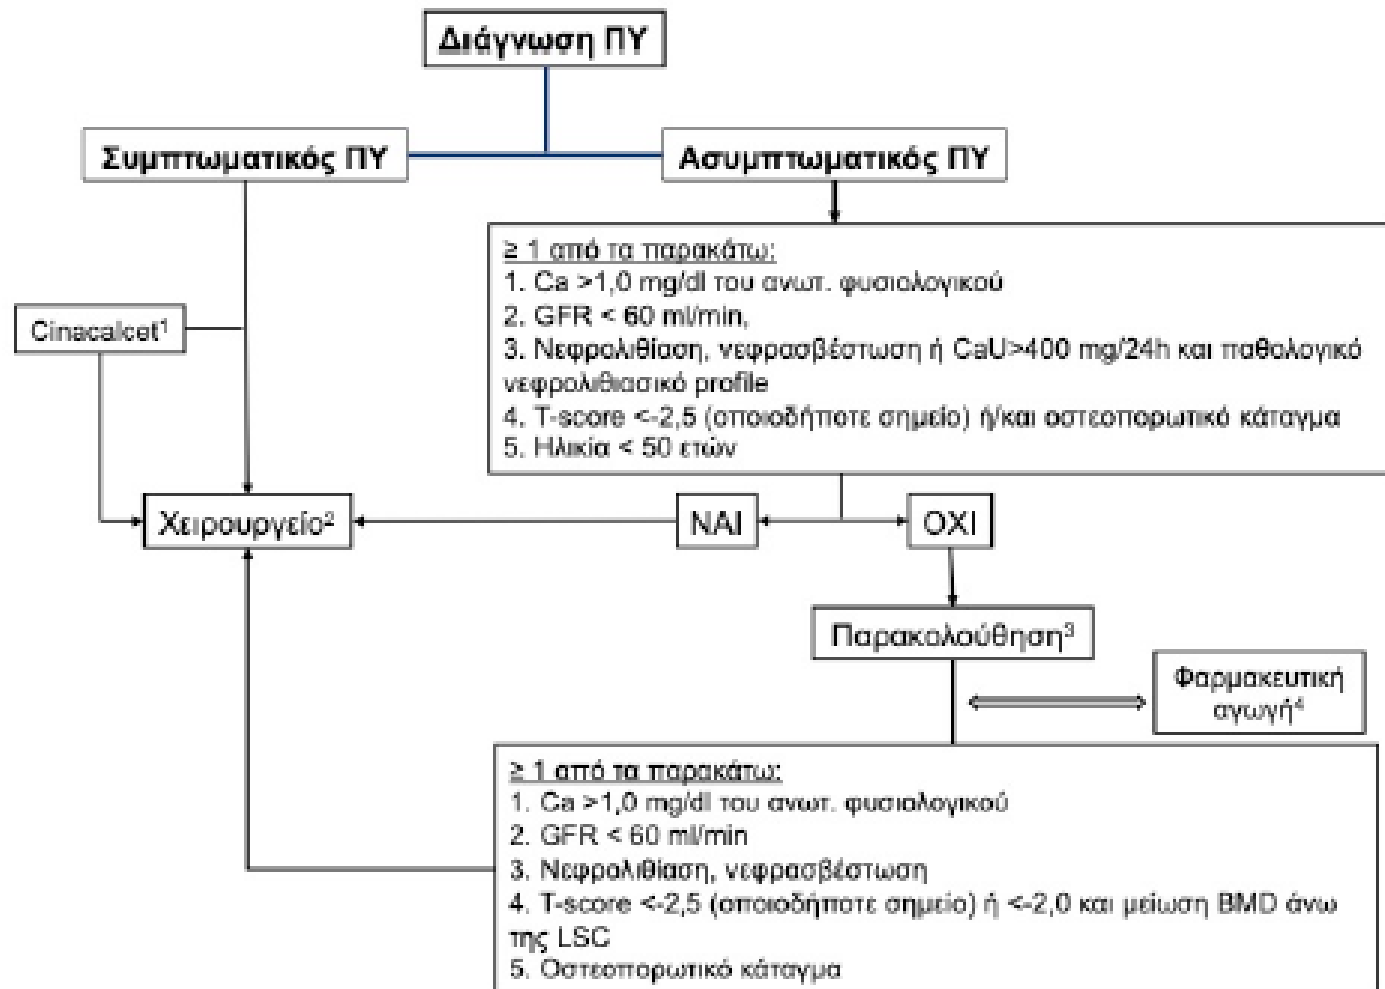 Διάγνωση ΠΥ
Συμπτωματικός ΠΥ
Ασυμπτωματικός ΠΥ
≥ 1 από τα παρακάτω:
1. Ca >1,0 mg/dl του ανωτ. φυσιολογικού
2. GFR < 60 ml/min,
3. Νεφρολιθίαση, νεφρασβέστωση ή CaU>400 mg/24h και παθολογικό
νεφρολιθιασικό profile
4. T-score <-2,5 (οποιοδήποτε σημείο) ή/και οστεοπορωτικό κάταγμα
5. Ηλικία < 50 ετών
Cinacalcet¹
Χειρουργείο²
ΝΑΙ
ΟΧΙ
Παρακολούθηση³
Φαρμακευτική
αγωγή⁴
≥ 1 από τα παρακάτω:
1. Ca >1,0 mg/dl του ανωτ. φυσιολογικού
2. GFR < 60 ml/min
3. Νεφρολιθίαση, νεφρασβέστωση
4. T-score <-2,5 (οποιοδήποτε σημείο) ή <-2,0 και μείωση BMD άνω
της LSC
5. Οστεοπορωτικό κάταγμα